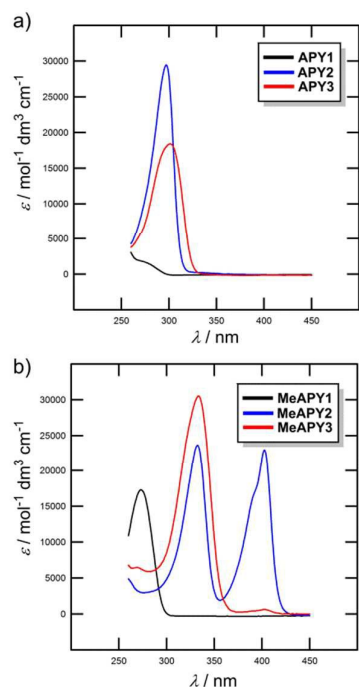 a)
APY1
APY2
APY3
30000
25000
20000
15000
10000
5000
0
ε / mol⁻¹ dm³ cm⁻¹
250 300 350 400 450
λ / nm
b)
MeAPY1
MeAPY2
MeAPY3
30000
25000
20000
15000
10000
5000
0
ε / mol⁻¹ dm³ cm⁻¹
250 300 350 400 450
λ / nm